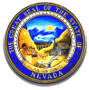 THE GREAT SEAL OF THE STATE OF
NEVADA